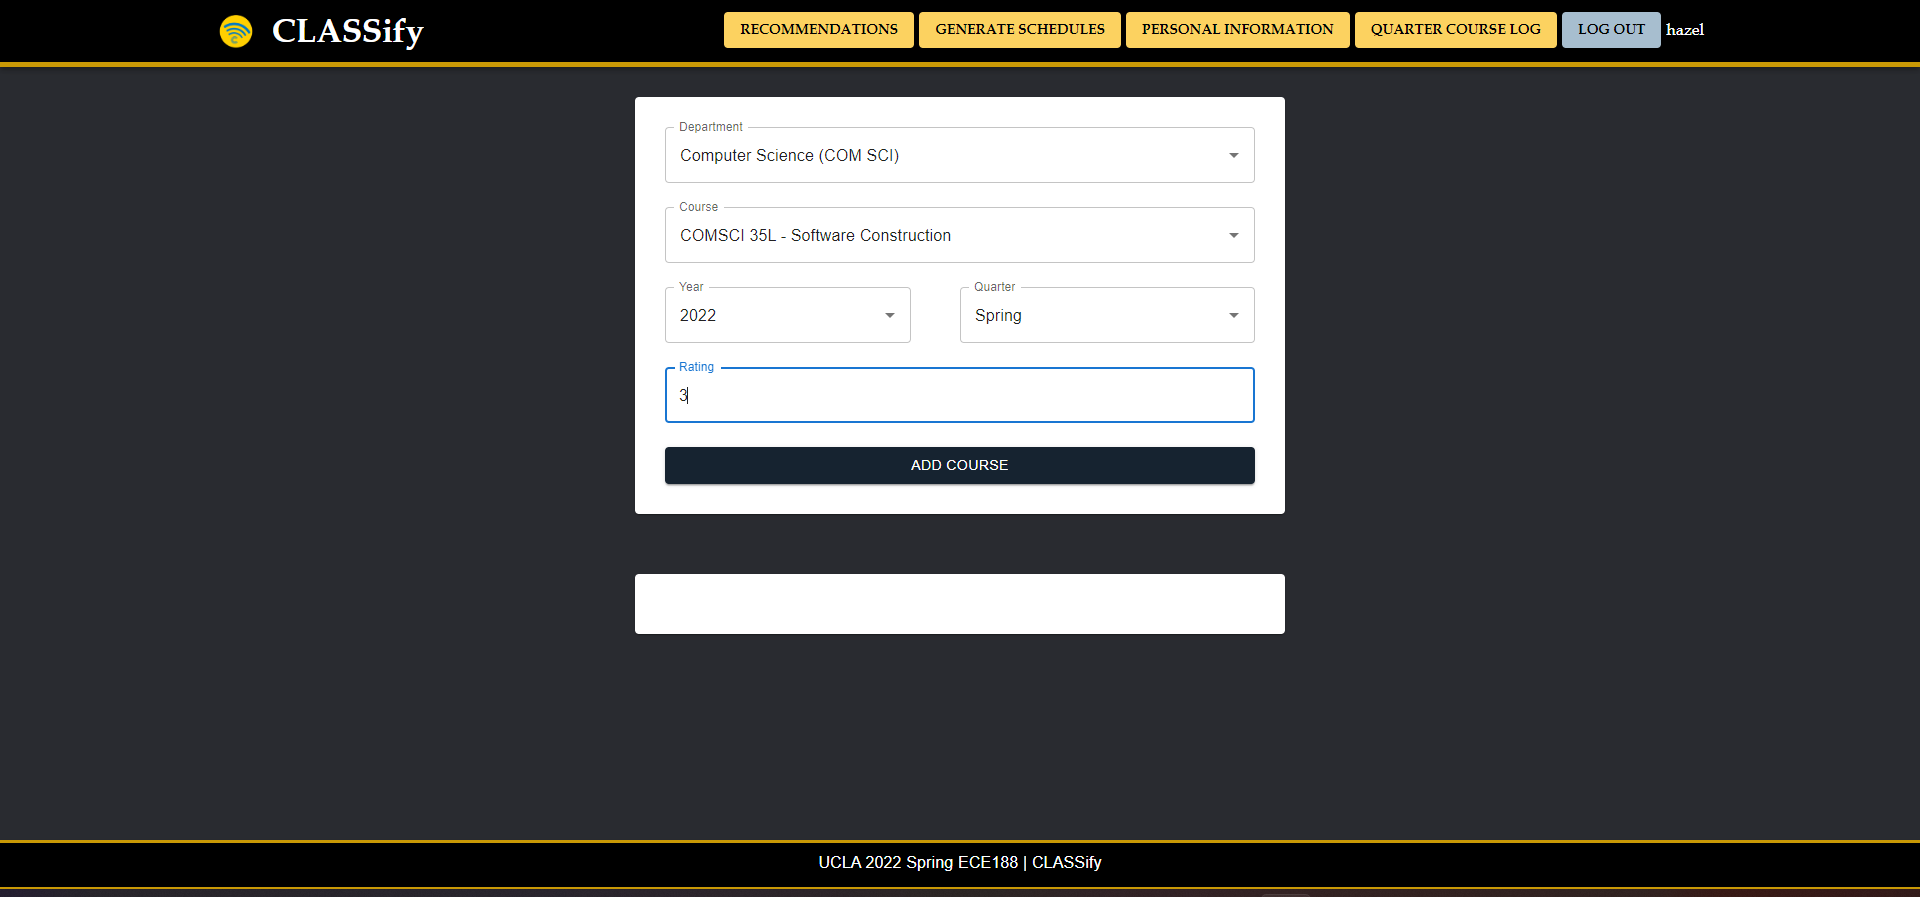 CLASSify
RECOMMENDATIONS
GENERATE SCHEDULES
PERSONAL INFORMATION
QUARTER COURSE LOG
LOG OUT
hazel
Department
Computer Science (COM SCI)
Course
COMSCI 35L - Software Construction
Year
2022
Quarter
Spring
Rating
3
ADD COURSE
UCLA 2022 Spring ECE188 | CLASSify